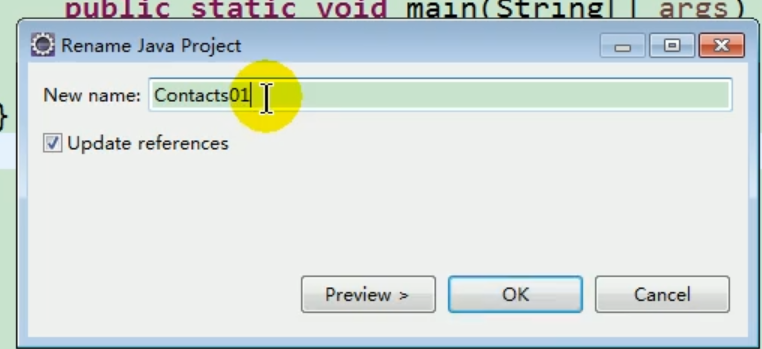 public static void main(String[] args)
Rename Java Project
New name: Contacts01
}
Update references
Preview >
OK
Cancel